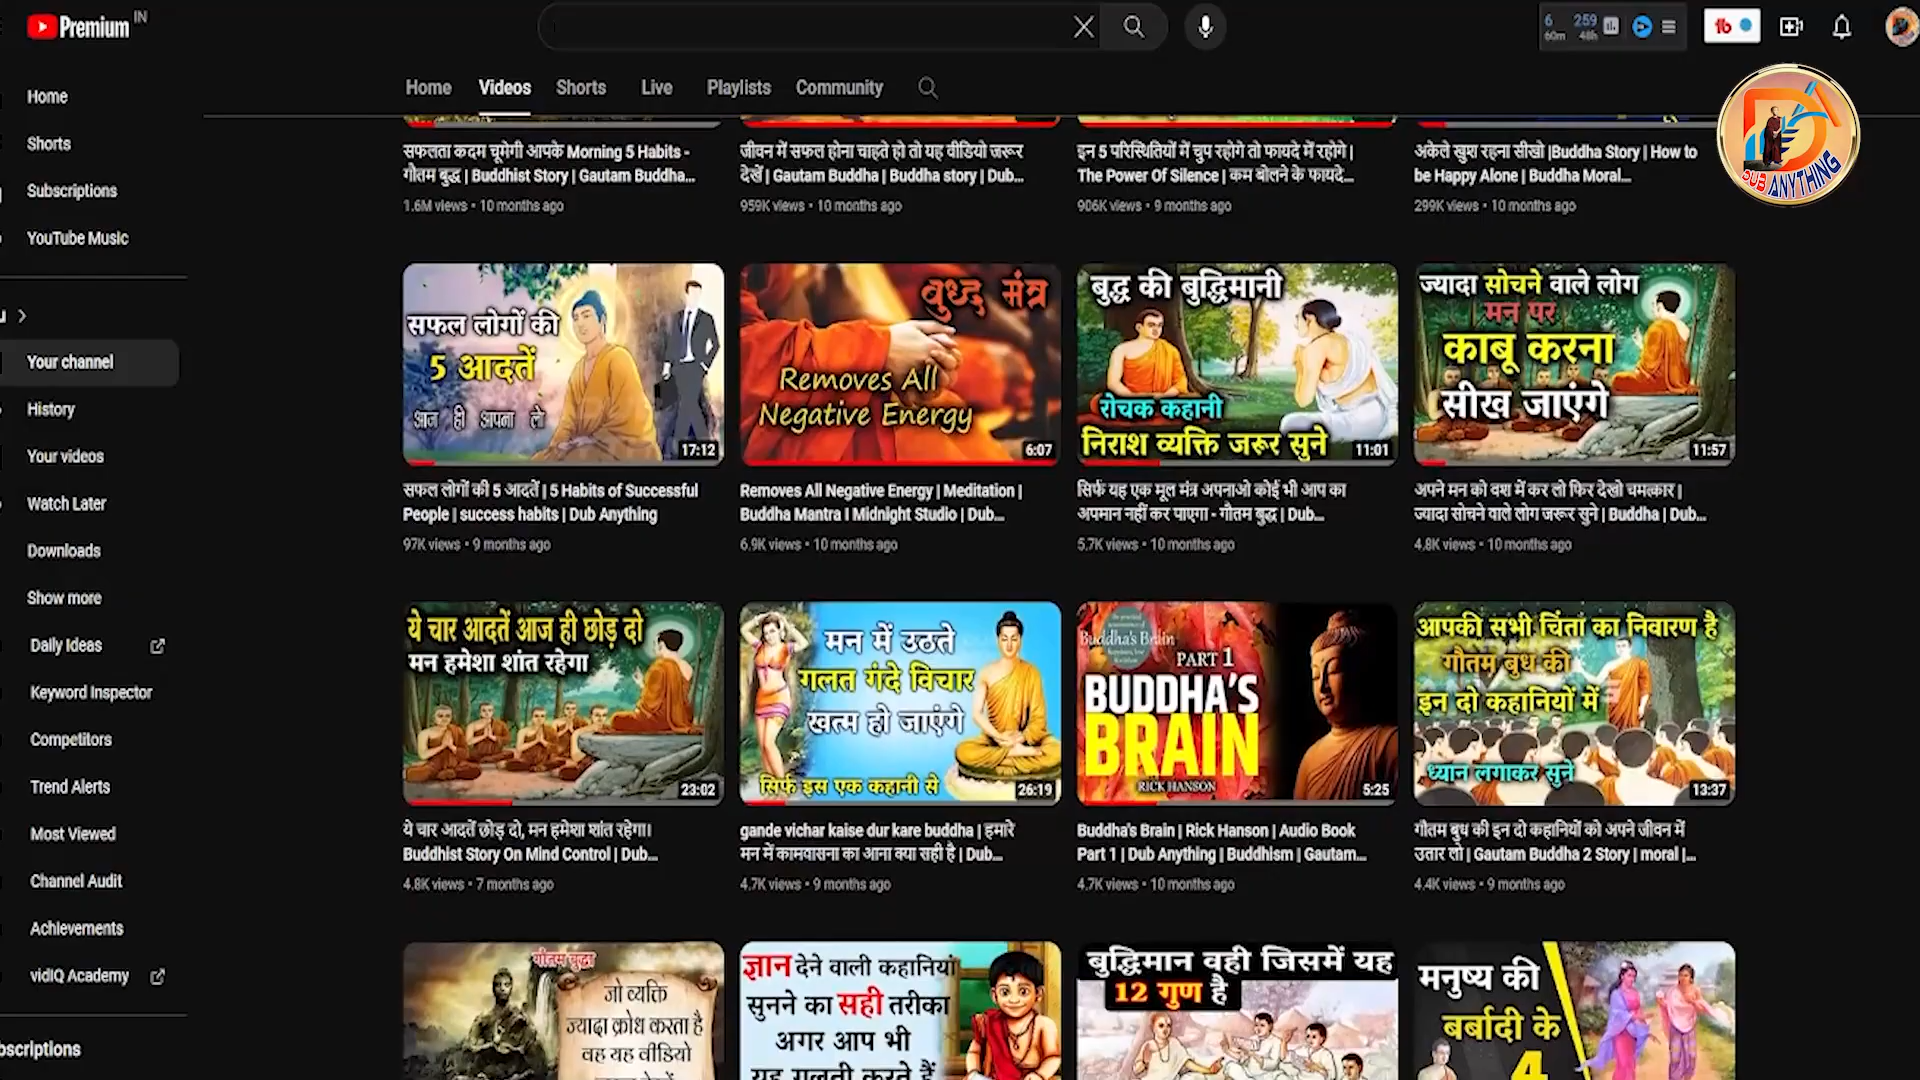 Premium IN
6 60m 259 48h
Home
Shorts
Subscriptions
YouTube Music
Your channel
History
Your videos
Watch Later
Downloads
Show more
Daily Ideas
Keyword Inspector
Competitors
Trend Alerts
Most Viewed
Channel Audit
Achievements
vidIQ Academy
Home Videos Shorts Live Playlists Community
DUB ANYTHING
सफलता कदम चूमेगी आपके Morning 5 Habits -
गौतम बुद्ध | Buddhist Story | Gautam Buddha...
1.6M views • 10 months ago
जीवन में सफल होना चाहते हो तो यह वीडियो जरूर
देखें | Gautam Buddha | Buddha story | Dub...
959K views • 10 months ago
इन 5 परिस्थितियों में चुप रहोगे तो फायदे में रहोगे |
The Power Of Silence | कम बोलने के फायदे...
906K views • 9 months ago
अकेले खुश रहना सीखो |Buddha Story | How to
be Happy Alone | Buddha Moral...
299K views • 10 months ago
सफल लोगों की
5 आदतें
आज ही अपना लो
17:12
सफल लोगों की 5 आदतें | 5 Habits of Successful
People | success habits | Dub Anything
97K views • 9 months ago
बुध्द मंत्र
Removes All
Negative Energy
6:07
Removes All Negative Energy | Meditation |
Buddha Mantra I Midnight Studio | Dub...
6.9K views • 10 months ago
बुद्ध की बुद्धिमानी
रोचक कहानी
निराश व्यक्ति जरूर सुने
11:01
सिर्फ यह एक मूल मंत्र अपनाओ कोई भी आप का
अपमान नहीं कर पाएगा - गौतम बुद्ध | Dub...
5.7K views • 10 months ago
ज्यादा सोचने वाले लोग
मन पर
काबू करना
सीख जाएंगे
11:57
अपने मन को वश में कर लो फिर देखो चमत्कार |
ज्यादा सोचने वाले लोग जरूर सुने | Buddha | Dub...
4.8K views • 10 months ago
ये चार आदतें आज ही छोड़ दो
मन हमेशा शांत रहेगा
23:02
ये चार आदतें छोड़ दो, मन हमेशा शांत रहेगा।
Buddhist Story On Mind Control | Dub...
4.8K views • 7 months ago
मन में उठते
गलत गंदे विचार
खत्म हो जाएंगे
सिर्फ इस एक कहानी से
26:19
gande vichar kaise dur kare buddha | हमारे
मन में कामवासना का आना क्या सही है | Dub...
4.7K views • 9 months ago
Buddha's Brain
PART 1
BUDDHA'S
BRAIN
RICK HANSON
5:25
Buddha's Brain | Rick Hanson | Audio Book
Part 1 | Dub Anything | Buddhism | Gautam...
4.7K views • 10 months ago
आपकी सभी चिंता का निवारण है
गौतम बुध की
इन दो कहानियों में
ध्यान लगाकर सुने
13:37
गौतम बुध की इन दो कहानियों को अपने जीवन में
उतार लो | Gautam Buddha 2 Story | moral |...
4.4K views • 9 months ago
गौतम बुद्ध
जो व्यक्ति
ज्यादा क्रोध करता है
वह यह वीडियो
ज्ञान देने वाली कहानियां
सुनने का सही तरीका
अगर आप भी
यह गलती करते हैं
बुद्धिमान वही जिसमें यह
12 गुण है
मनुष्य की
बर्बादी के
4